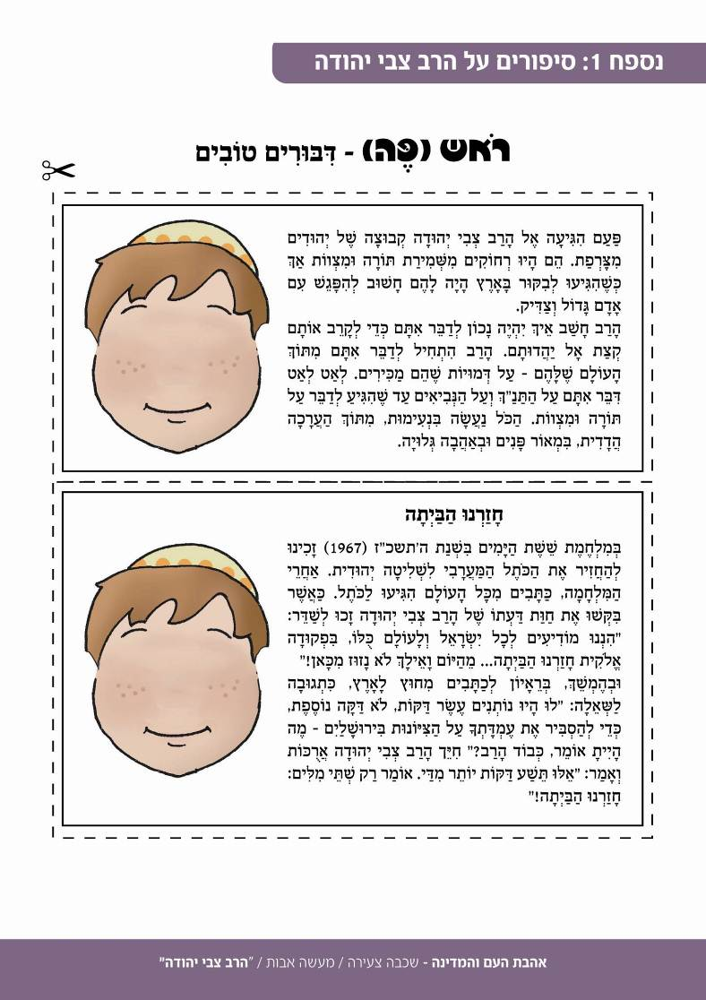 נספח 1: סיפורים על הרב צבי יהודה
רֹאשׁ (פֶּה) - דִּבּוּרִים טוֹבִים
פַּעַם הִגִּיעָה אֶל הָרַב צְבִי יְהוּדָה קְבוּצָה שֶׁל יְהוּדִים
מִצָּרְפַת. הֵם הָיוּ רְחוֹקִים מִשְּׁמִירַת תּוֹרָה וּמִצְווֹת אַךְ
כְּשֶׁהִגִּיעוּ לְבִקּוּר בָּאָרֶץ הָיָה לָהֶם חָשׁוּב לְהִפָּגֵשׁ עִם
אָדָם גָּדוֹל וְצַדִּיק.
הָרַב חָשַׁב אֵיךְ יִהְיֶה נָכוֹן לְדַבֵּר אִתָּם כְּדֵי לְקָרֵב אוֹתָם
קְצָת אֶל יַהֲדוּתָם. הָרַב הִתְחִיל לְדַבֵּר אִתָּם מִתּוֹךְ
הָעוֹלָם שֶׁלָּהֶם - עַל דְּמוּיוֹת שֶׁהֵם מַכִּירִים. לְאַט לְאַט
דִּבֵּר אִתָּם עַל הַתַּנַ"ךְ וְעַל הַנְּבִיאִים עַד שֶׁהִגִּיעַ לְדַבֵּר עַל
תּוֹרָה וּמִצְווֹת. הַכֹּל נַעֲשָׂה בִּנְעִימוּת, מִתּוֹךְ הַעֲרָכָה
הֲדָדִית, בִּמְאוֹר פָּנִים וּבְאַהֲבָה גְּלוּיָה.
חָזַרְנוּ הַבַּיְתָה
בְּמִלְחֶמֶת שֵׁשֶׁת הַיָּמִים בִּשְׁנַת ה'תשכ"ז (1967) זָכִינוּ
לְהַחְזִיר אֶת הַכֹּתֶל הַמַּעֲרָבִי לִשְׁלִיטָה יְהוּדִית. אַחֲרֵי
הַמִּלְחָמָה, כַּתָּבִים מִכָּל הָעוֹלָם הִגִּיעוּ לַכֹּתֶל. כַּאֲשֶׁר
בִּקְּשׁוּ אֶת חַוַּת דַּעְתּוֹ שֶׁל הָרַב צְבִי יְהוּדָה זָכוּ לְשַׁדֵּר:
"הִנְנוּ מוֹדִיעִים לְכָל יִשְׂרָאֵל וְלָעוֹלָם כֻּלּוֹ, בִּפְקוּדָה
אֱלֹקִית חָזַרְנוּ הַבַּיְתָה... מֵהַיּוֹם וָאֵילָךְ לֹא נָזוּז מִכָּאן!"
וּבְהֶמְשֵׁךְ, בְּרֵאָיוֹן לְכַתָּבִים מִחוּץ לָאָרֶץ, כִּתְגוּבָה
לַשְּׁאֵלָה: "לוּ הָיוּ נוֹתְנִים עֶשֶׂר דַּקּוֹת, לֹא דַּקָּה נוֹסֶפֶת,
כְּדֵי לְהַסְבִּיר אֶת עֶמְדָּתְךָ עַל הַצִּיּוֹנוּת בִּירוּשָׁלַיִם - מֶה
הָיִיתָ אוֹמֵר, כְּבוֹד הָרַב?" חִיֵּךְ הָרַב צְבִי יְהוּדָה אֲרֻכּוֹת
וְאָמַר: "אֵלּוּ תֵּשַׁע דַּקּוֹת יוֹתֵר מִדַּי. אוֹמַר רַק שְׁתֵּי מִלִּים:
חָזַרְנוּ הַבַּיְתָה!"
אהבת העם והמדינה - שכבה צעירה / מעשה אבות / "הרב צבי יהודה"